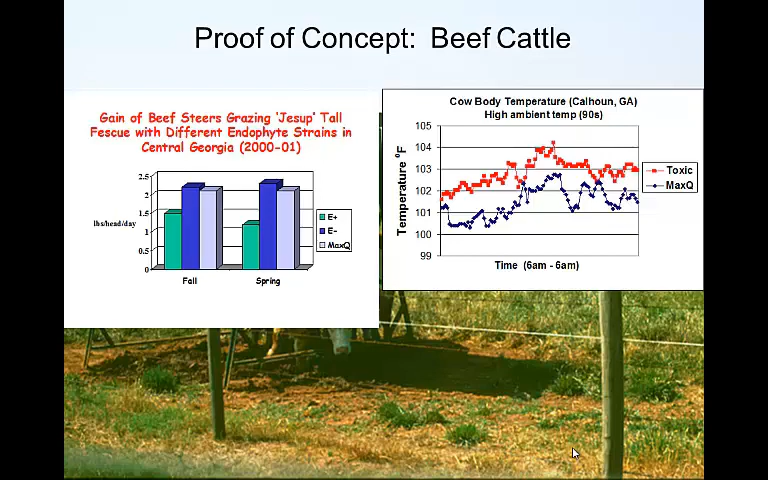 Proof of Concept:  Beef Cattle
Gain of Beef Steers Grazing 'Jesup' Tall
Fescue with Different Endophyte Strains in
Central Georgia (2000-01)
2.5
2
1.5
1
0.5
0
lbs/head/day
Fall
Spring
E+
E-
MaxQ
Cow Body Temperature (Calhoun, GA)
High ambient temp (90s)
105
104
103
102
101
100
99
Temperature °F
Time (6am - 6am)
Toxic
MaxQ